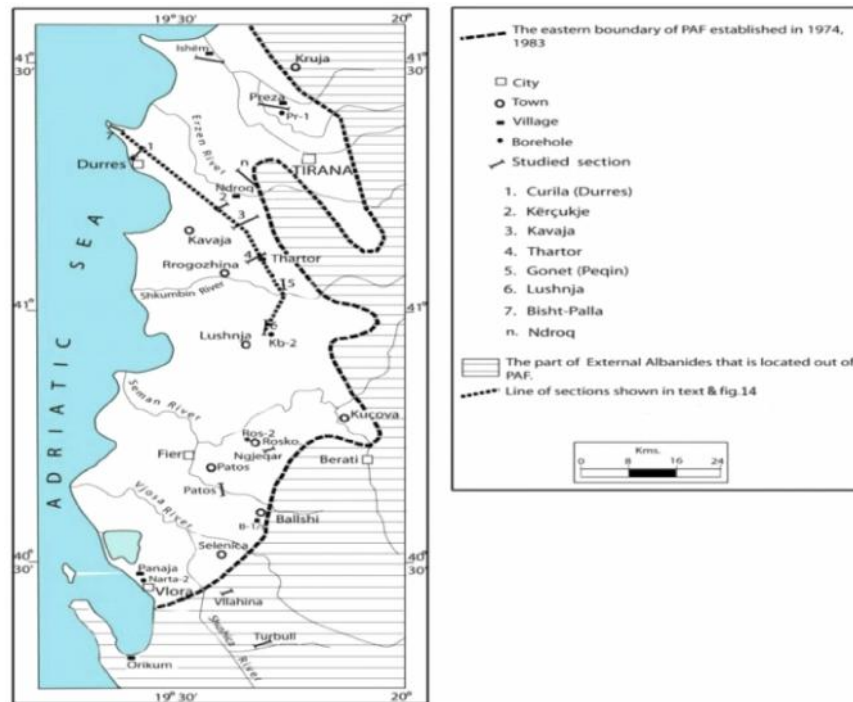 19°30'
20°
41°
30'
Ishëm
Kruja
Preza
Pr-1
Erzen River
7
1
Durres
n
TIRANA
Ndroq
2
3
Kavaja
4
Thartor
Rrogozhina
5
Shkumbin River
41°
6
Lushnja
Kb-2
ADRIATIC SEA
Seman River
Kuçova
Ros-2
Rosko
Ngjeqar
Fier
Berati
Patos
Patos
Vjosa River
Ballshi
B-1/
Selenica
40°
30'
Panaja
Narta-2
Vlora
Vllahina
Shushica River
Turbull
Orikum
19°30'
20°
The eastern boundary of PAF established in 1974,
1983
City
Town
Village
Borehole
Studied section
1. Curila (Durres)
2. Kërçukje
3. Kavaja
4. Thartor
5. Gonet (Peqin)
6. Lushnja
7. Bisht-Palla
n. Ndroq
The part of External Albanides that is located out of
PAF.
Line of sections shown in text & fig.14
Kms.
0 8 16 24